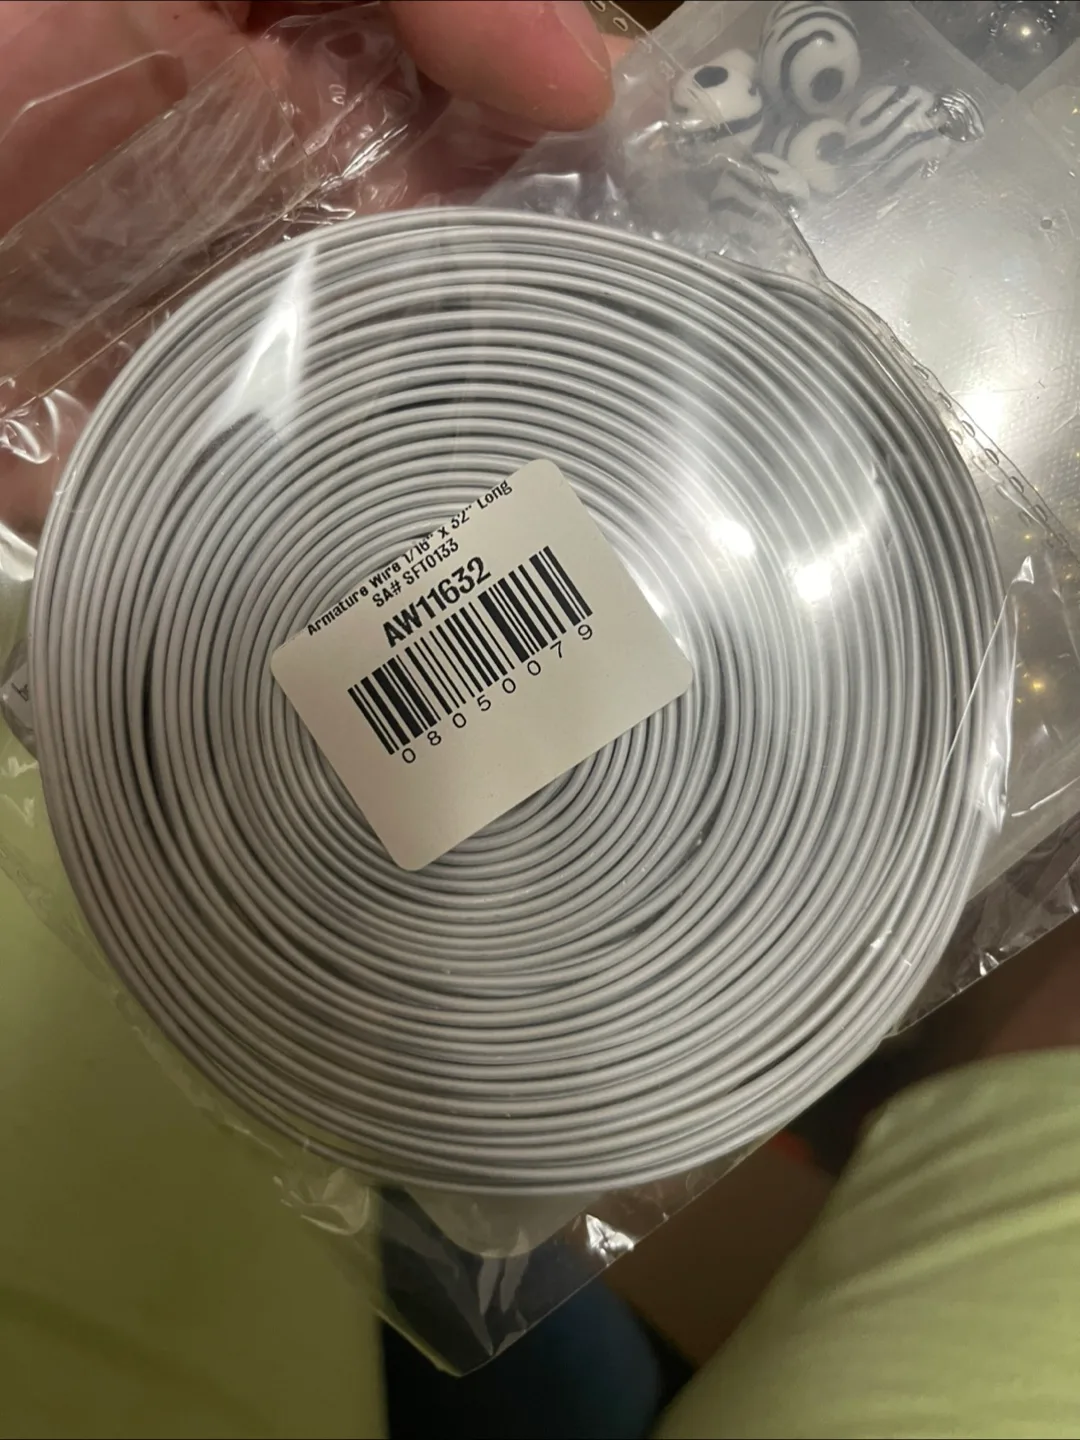 Armature Wire 1/16" x 32" Long
SA# SFT0133
AW11632
08050079